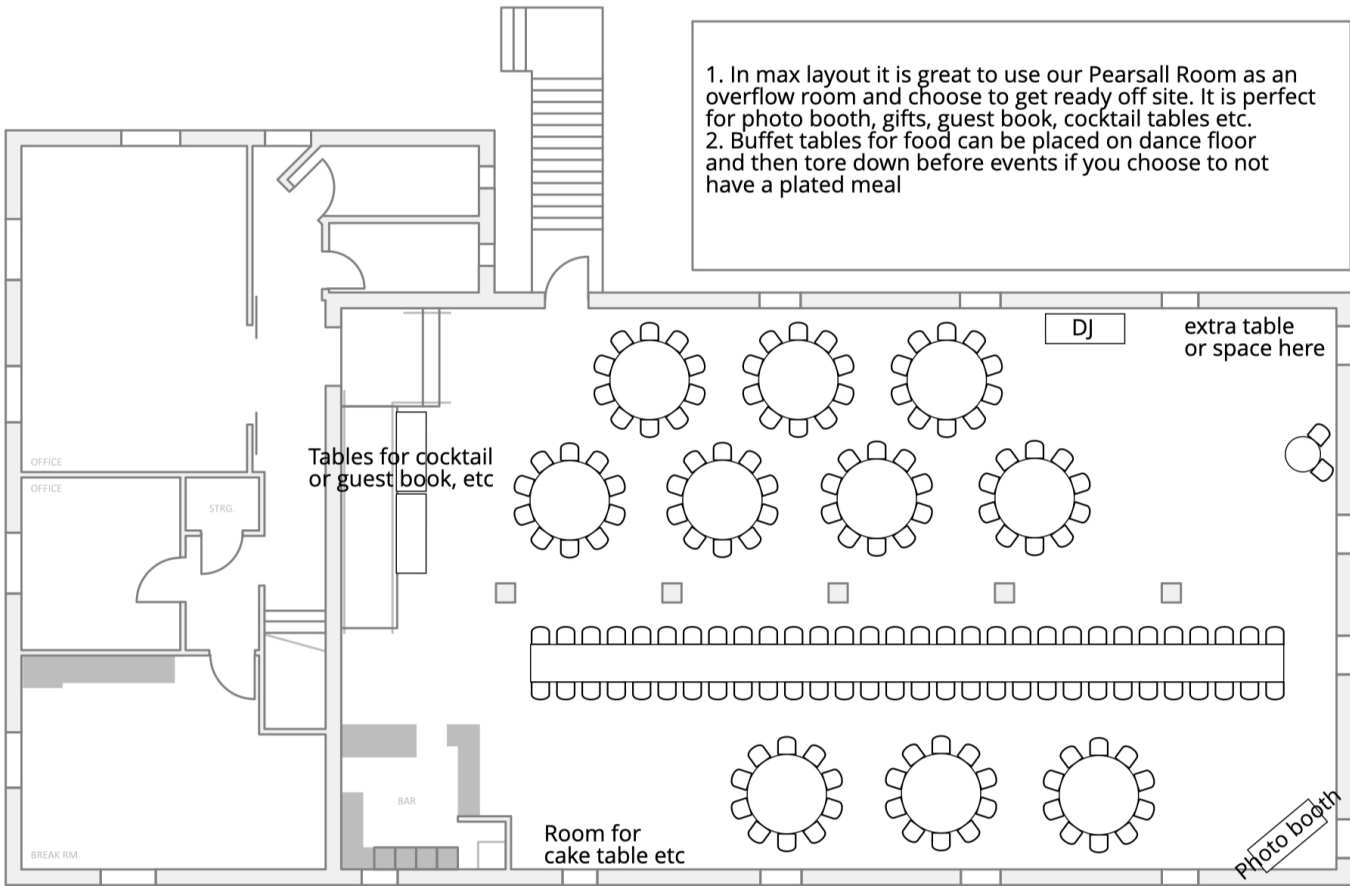 1. In max layout it is great to use our Pearsall Room as an
overflow room and choose to get ready off site. It is perfect
for photo booth, gifts, guest book, cocktail tables etc.
2. Buffet tables for food can be placed on dance floor
and then tore down before events if you choose to not
have a plated meal
DJ
extra table
or space here
OFFICE
OFFICE
STRG.
Tables for cocktail
or guest book, etc
BAR
BREAK RM
Room for
cake table etc
Photo booth